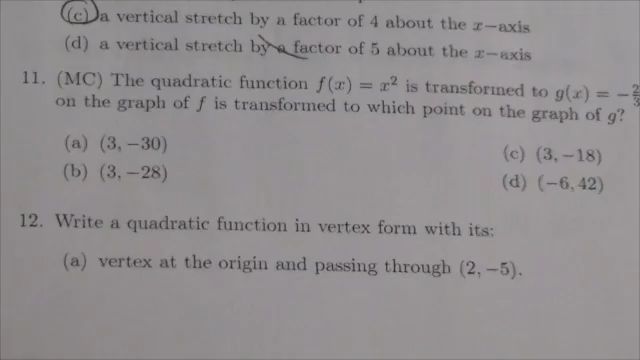 (c) a vertical stretch by a factor of 4 about the x−axis
(d) a vertical stretch by a factor of 5 about the x−axis
11. (MC) The quadratic function f(x) = x² is transformed to g(x) = −2/3
on the graph of f is transformed to which point on the graph of g?
(a) (3, −30)
(c) (3, −18)
(b) (3, −28)
(d) (−6, 42)
12. Write a quadratic function in vertex form with its:
(a) vertex at the origin and passing through (2, −5).